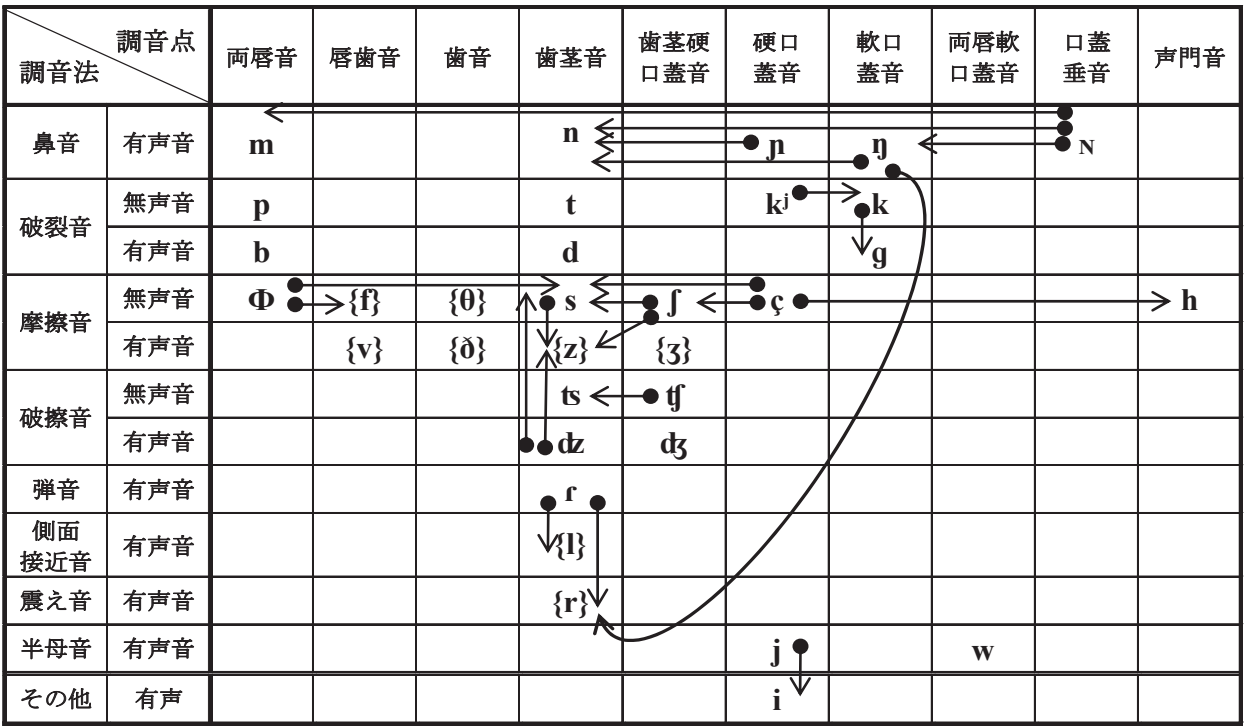 調音点
調音法
両唇音 唇歯音 歯音 歯茎音 歯茎硬口蓋音 硬口蓋音 軟口蓋音 両唇軟口蓋音 口蓋垂音 声門音
鼻音 有声音 m n ɲ ŋ ɴ
破裂音 無声音 p t kʲ k
有声音 b d g
摩擦音 無声音 Φ {f} {θ} s ʃ ç h
有声音 {v} {ð} {z} {ʒ}
破擦音 無声音 ʦ ʧ
有声音 ʣ ʤ
弾音 有声音 ɾ
側面接近音 有声音 {l}
震え音 有声音 {r}
半母音 有声音 j w
その他 有声 i